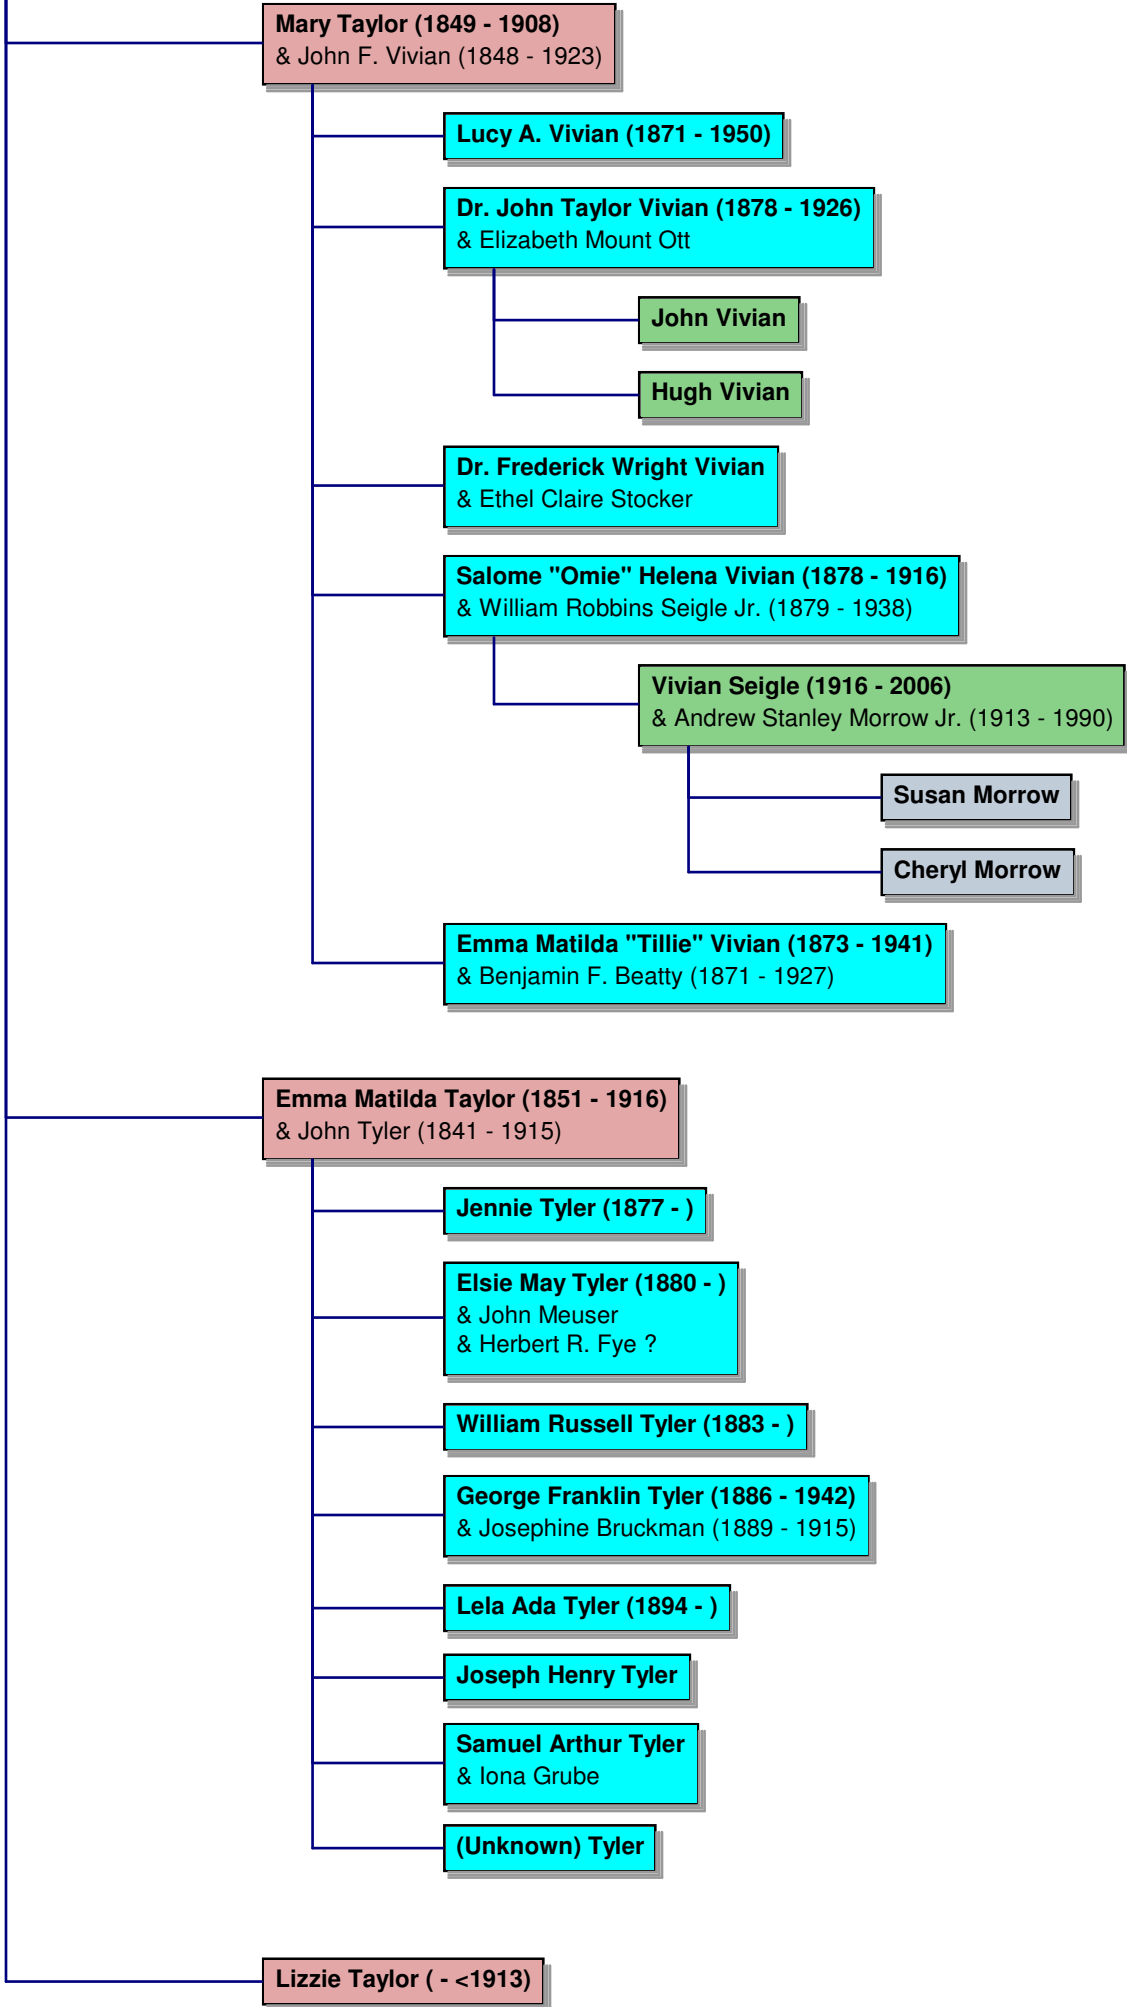 Mary Taylor (1849 - 1908)
& John F. Vivian (1848 - 1923)
Lucy A. Vivian (1871 - 1950)
Dr. John Taylor Vivian (1878 - 1926)
& Elizabeth Mount Ott
John Vivian
Hugh Vivian
Dr. Frederick Wright Vivian
& Ethel Claire Stocker
Salome "Omie" Helena Vivian (1878 - 1916)
& William Robbins Seigle Jr. (1879 - 1938)
Vivian Seigle (1916 - 2006)
& Andrew Stanley Morrow Jr. (1913 - 1990)
Susan Morrow
Cheryl Morrow
Emma Matilda "Tillie" Vivian (1873 - 1941)
& Benjamin F. Beatty (1871 - 1927)
Emma Matilda Taylor (1851 - 1916)
& John Tyler (1841 - 1915)
Jennie Tyler (1877 - )
Elsie May Tyler (1880 - )
& John Meuser
& Herbert R. Fye ?
William Russell Tyler (1883 - )
George Franklin Tyler (1886 - 1942)
& Josephine Bruckman (1889 - 1915)
Lela Ada Tyler (1894 - )
Joseph Henry Tyler
Samuel Arthur Tyler
& Iona Grube
(Unknown) Tyler
Lizzie Taylor ( - <1913)